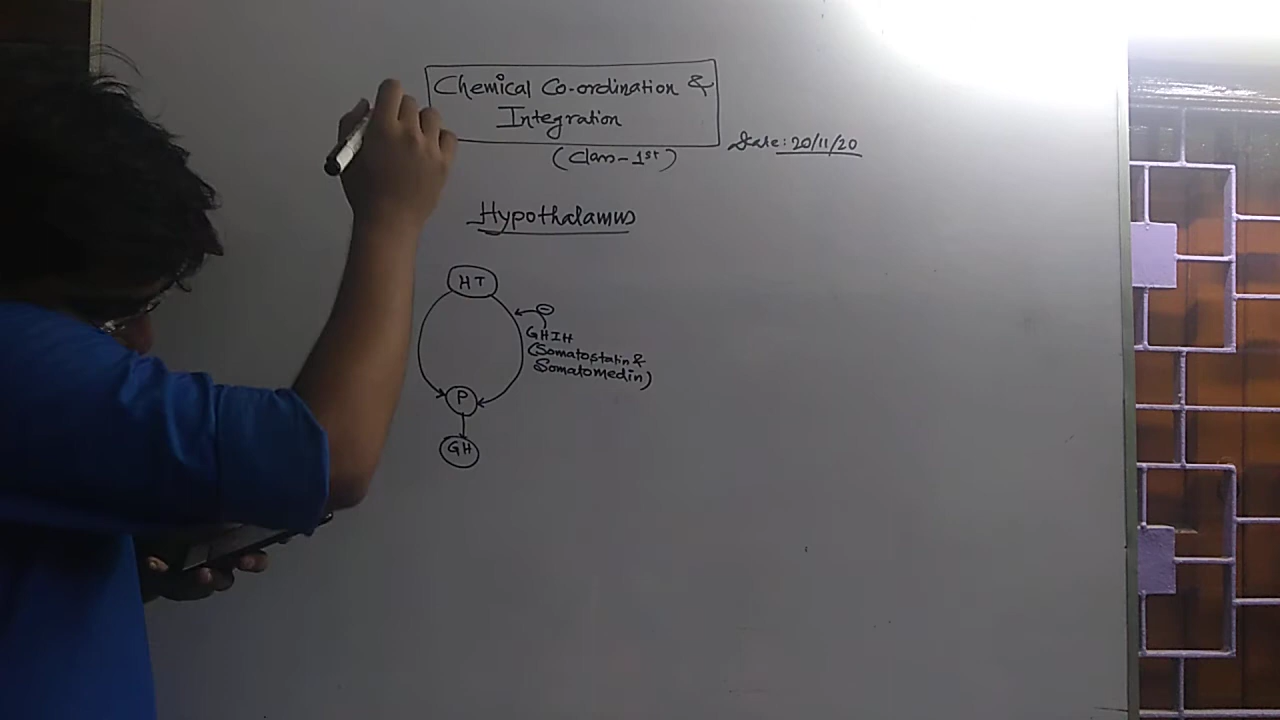 Chemical Co-ordination &
Integration
(Class-1st)
Date: 20/11/20
Hypothalamus
HT
GHIH
(Somatostatin &
Somatomedin)
P
GH